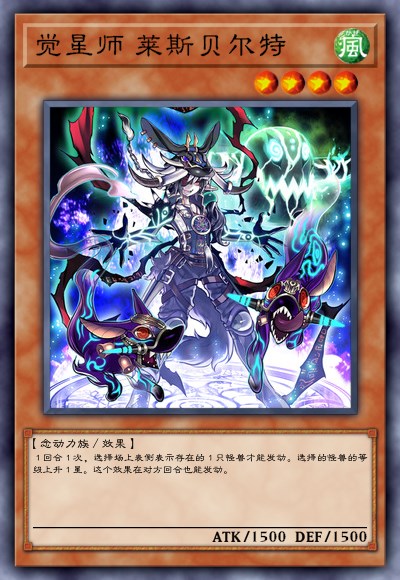 觉星师 莱斯贝尔特
風
【念动力族／效果】
1回合1次，选择场上表侧表示存在的1只怪兽才能发动。选择的怪兽的等
级上升1星。这个效果在对方回合也能发动。
ATK/1500 DEF/1500